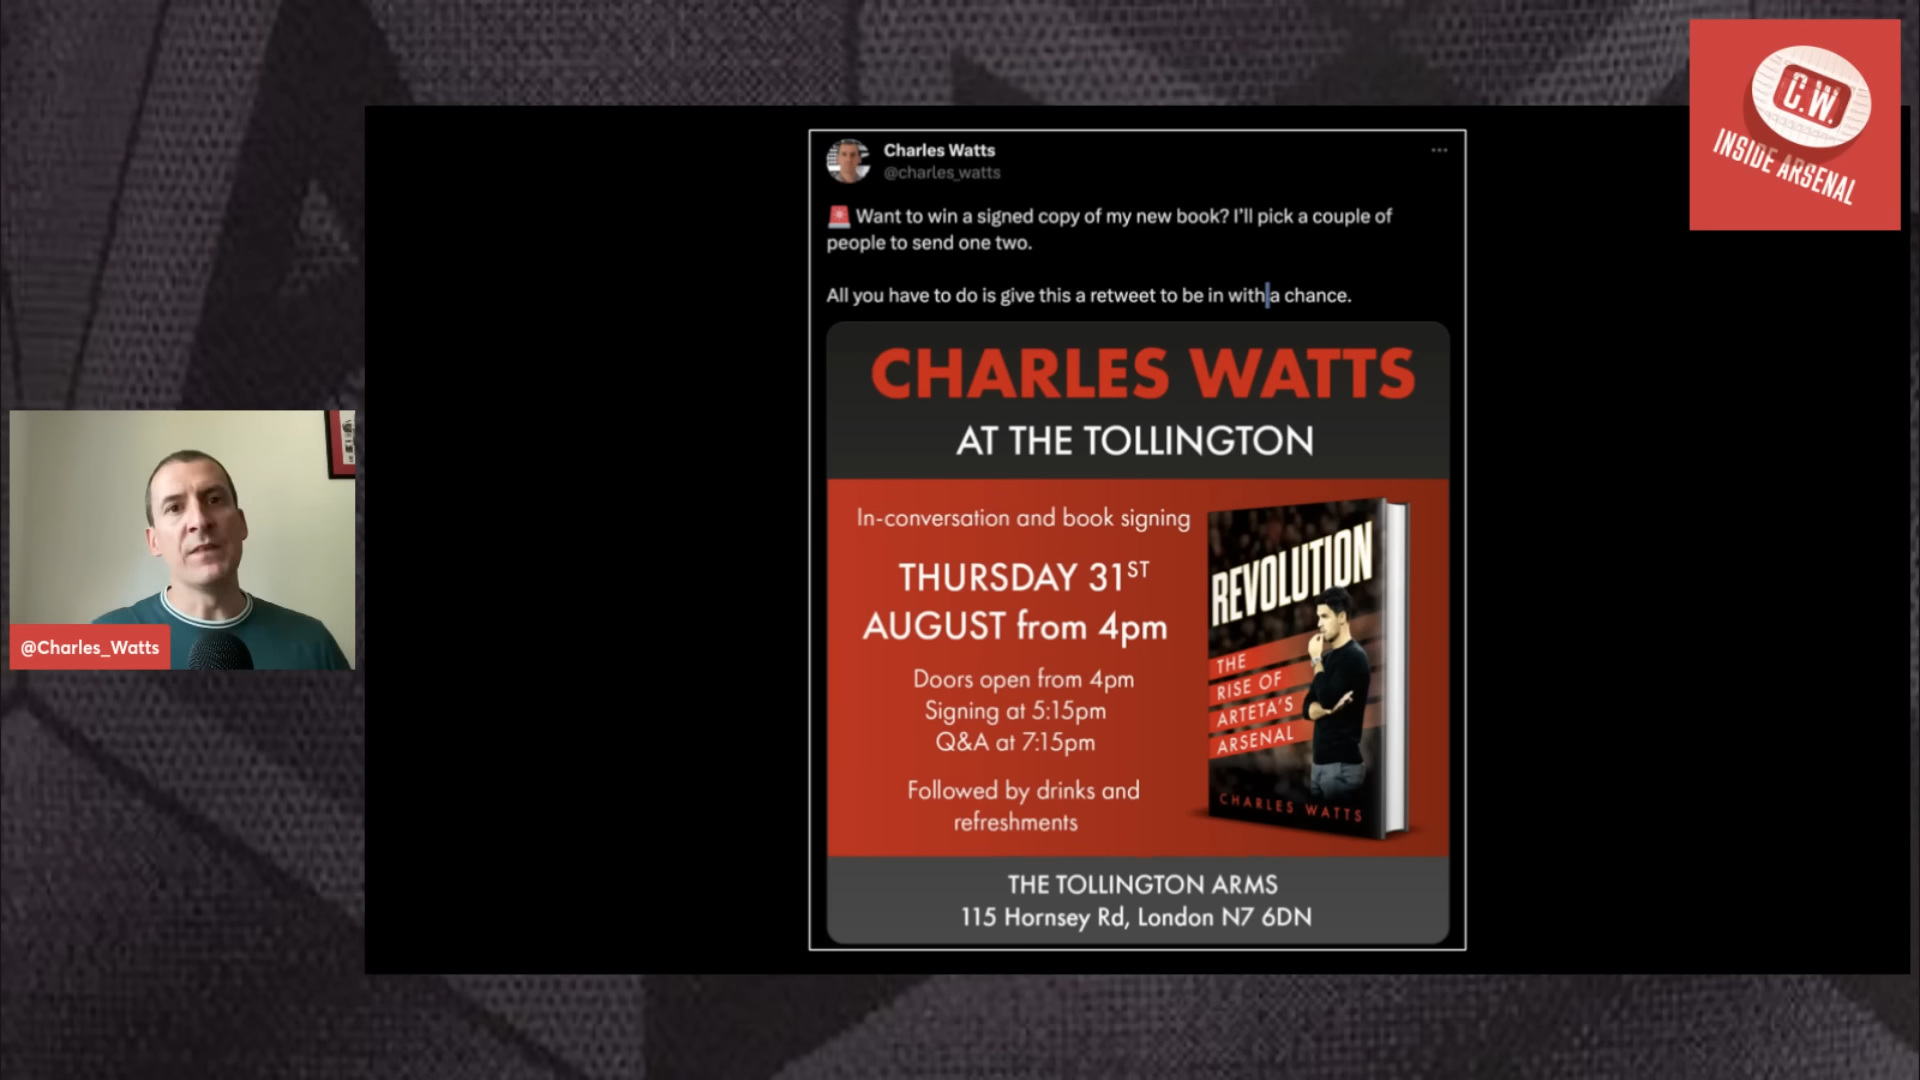 C.W.
INSIDE ARSENAL
Charles Watts
@charles_watts
Want to win a signed copy of my new book? I'll pick a couple of
people to send one two.
All you have to do is give this a retweet to be in with a chance.
CHARLES WATTS
AT THE TOLLINGTON
In-conversation and book signing
THURSDAY 31ST
AUGUST from 4pm
Doors open from 4pm
Signing at 5:15pm
Q&A at 7:15pm
Followed by drinks and
refreshments
REVOLUTION
THE
RISE OF
ARTETA'S
ARSENAL
CHARLES WATTS
THE TOLLINGTON ARMS
115 Hornsey Rd, London N7 6DN
@Charles_Watts